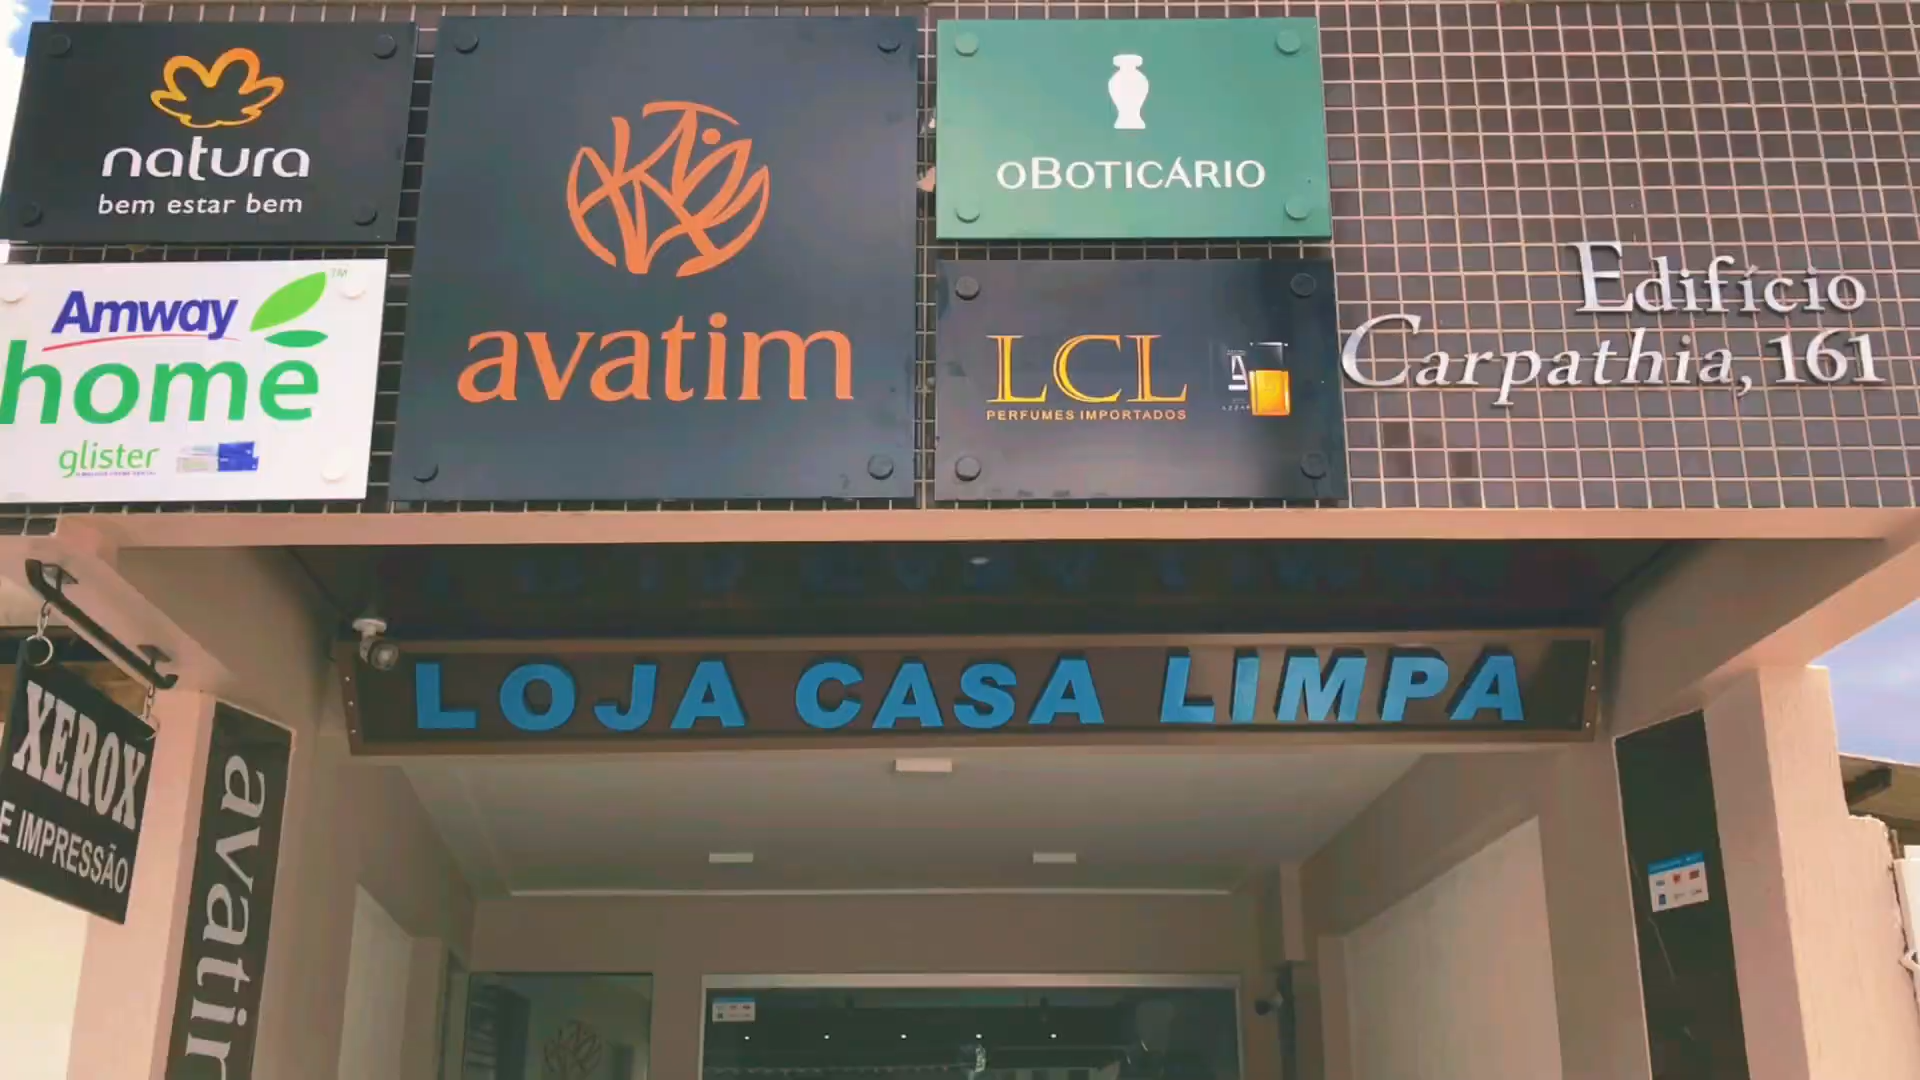 natura
bem estar bem
avatim
oBoticário
Amway
home
TM
glister
LCL
PERFUMES IMPORTADOS
Edifício
Carpathia, 161
LOJA CASA LIMPA
XEROX
E IMPRESSÃO
avatim